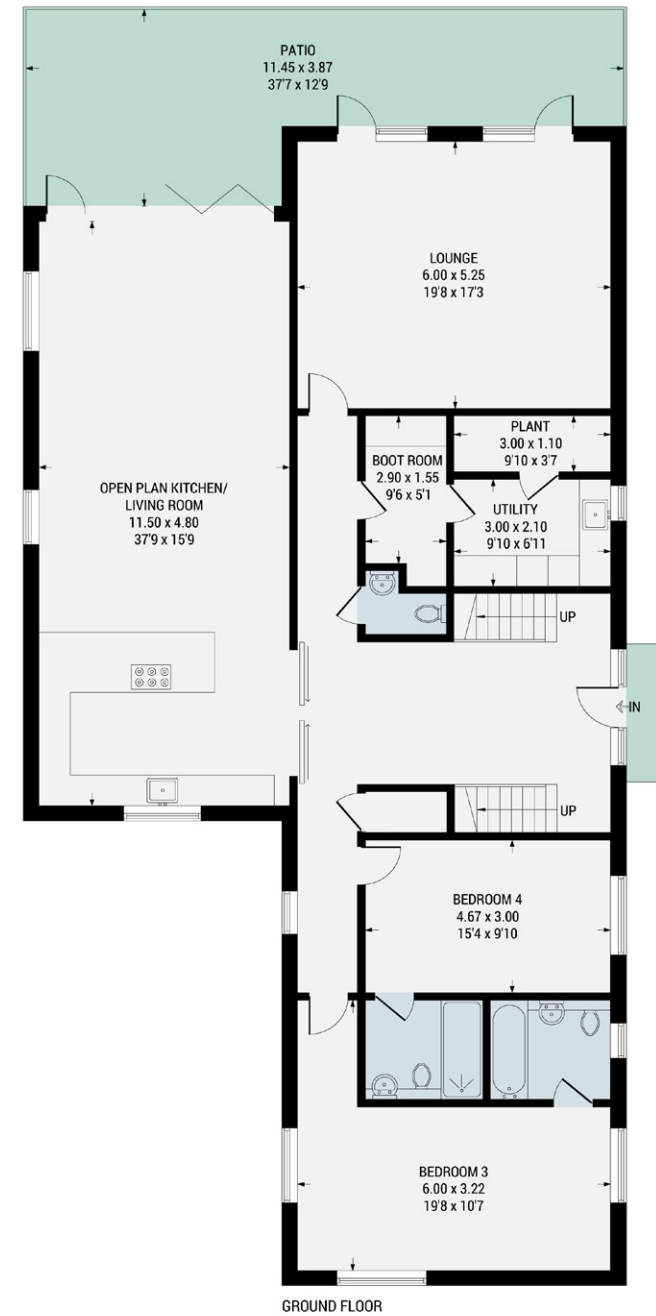 PATIO
11.45 x 3.87
37'7 x 12'9
LOUNGE
6.00 x 5.25
19'8 x 17'3
PLANT
3.00 x 1.10
9'10 x 3'7
BOOT ROOM
2.90 x 1.55
9'6 x 5'1
OPEN PLAN KITCHEN/
LIVING ROOM
11.50 x 4.80
37'9 x 15'9
UTILITY
3.00 x 2.10
9'10 x 6'11
UP
IN
UP
BEDROOM 4
4.67 x 3.00
15'4 x 9'10
BEDROOM 3
6.00 x 3.22
19'8 x 10'7
GROUND FLOOR